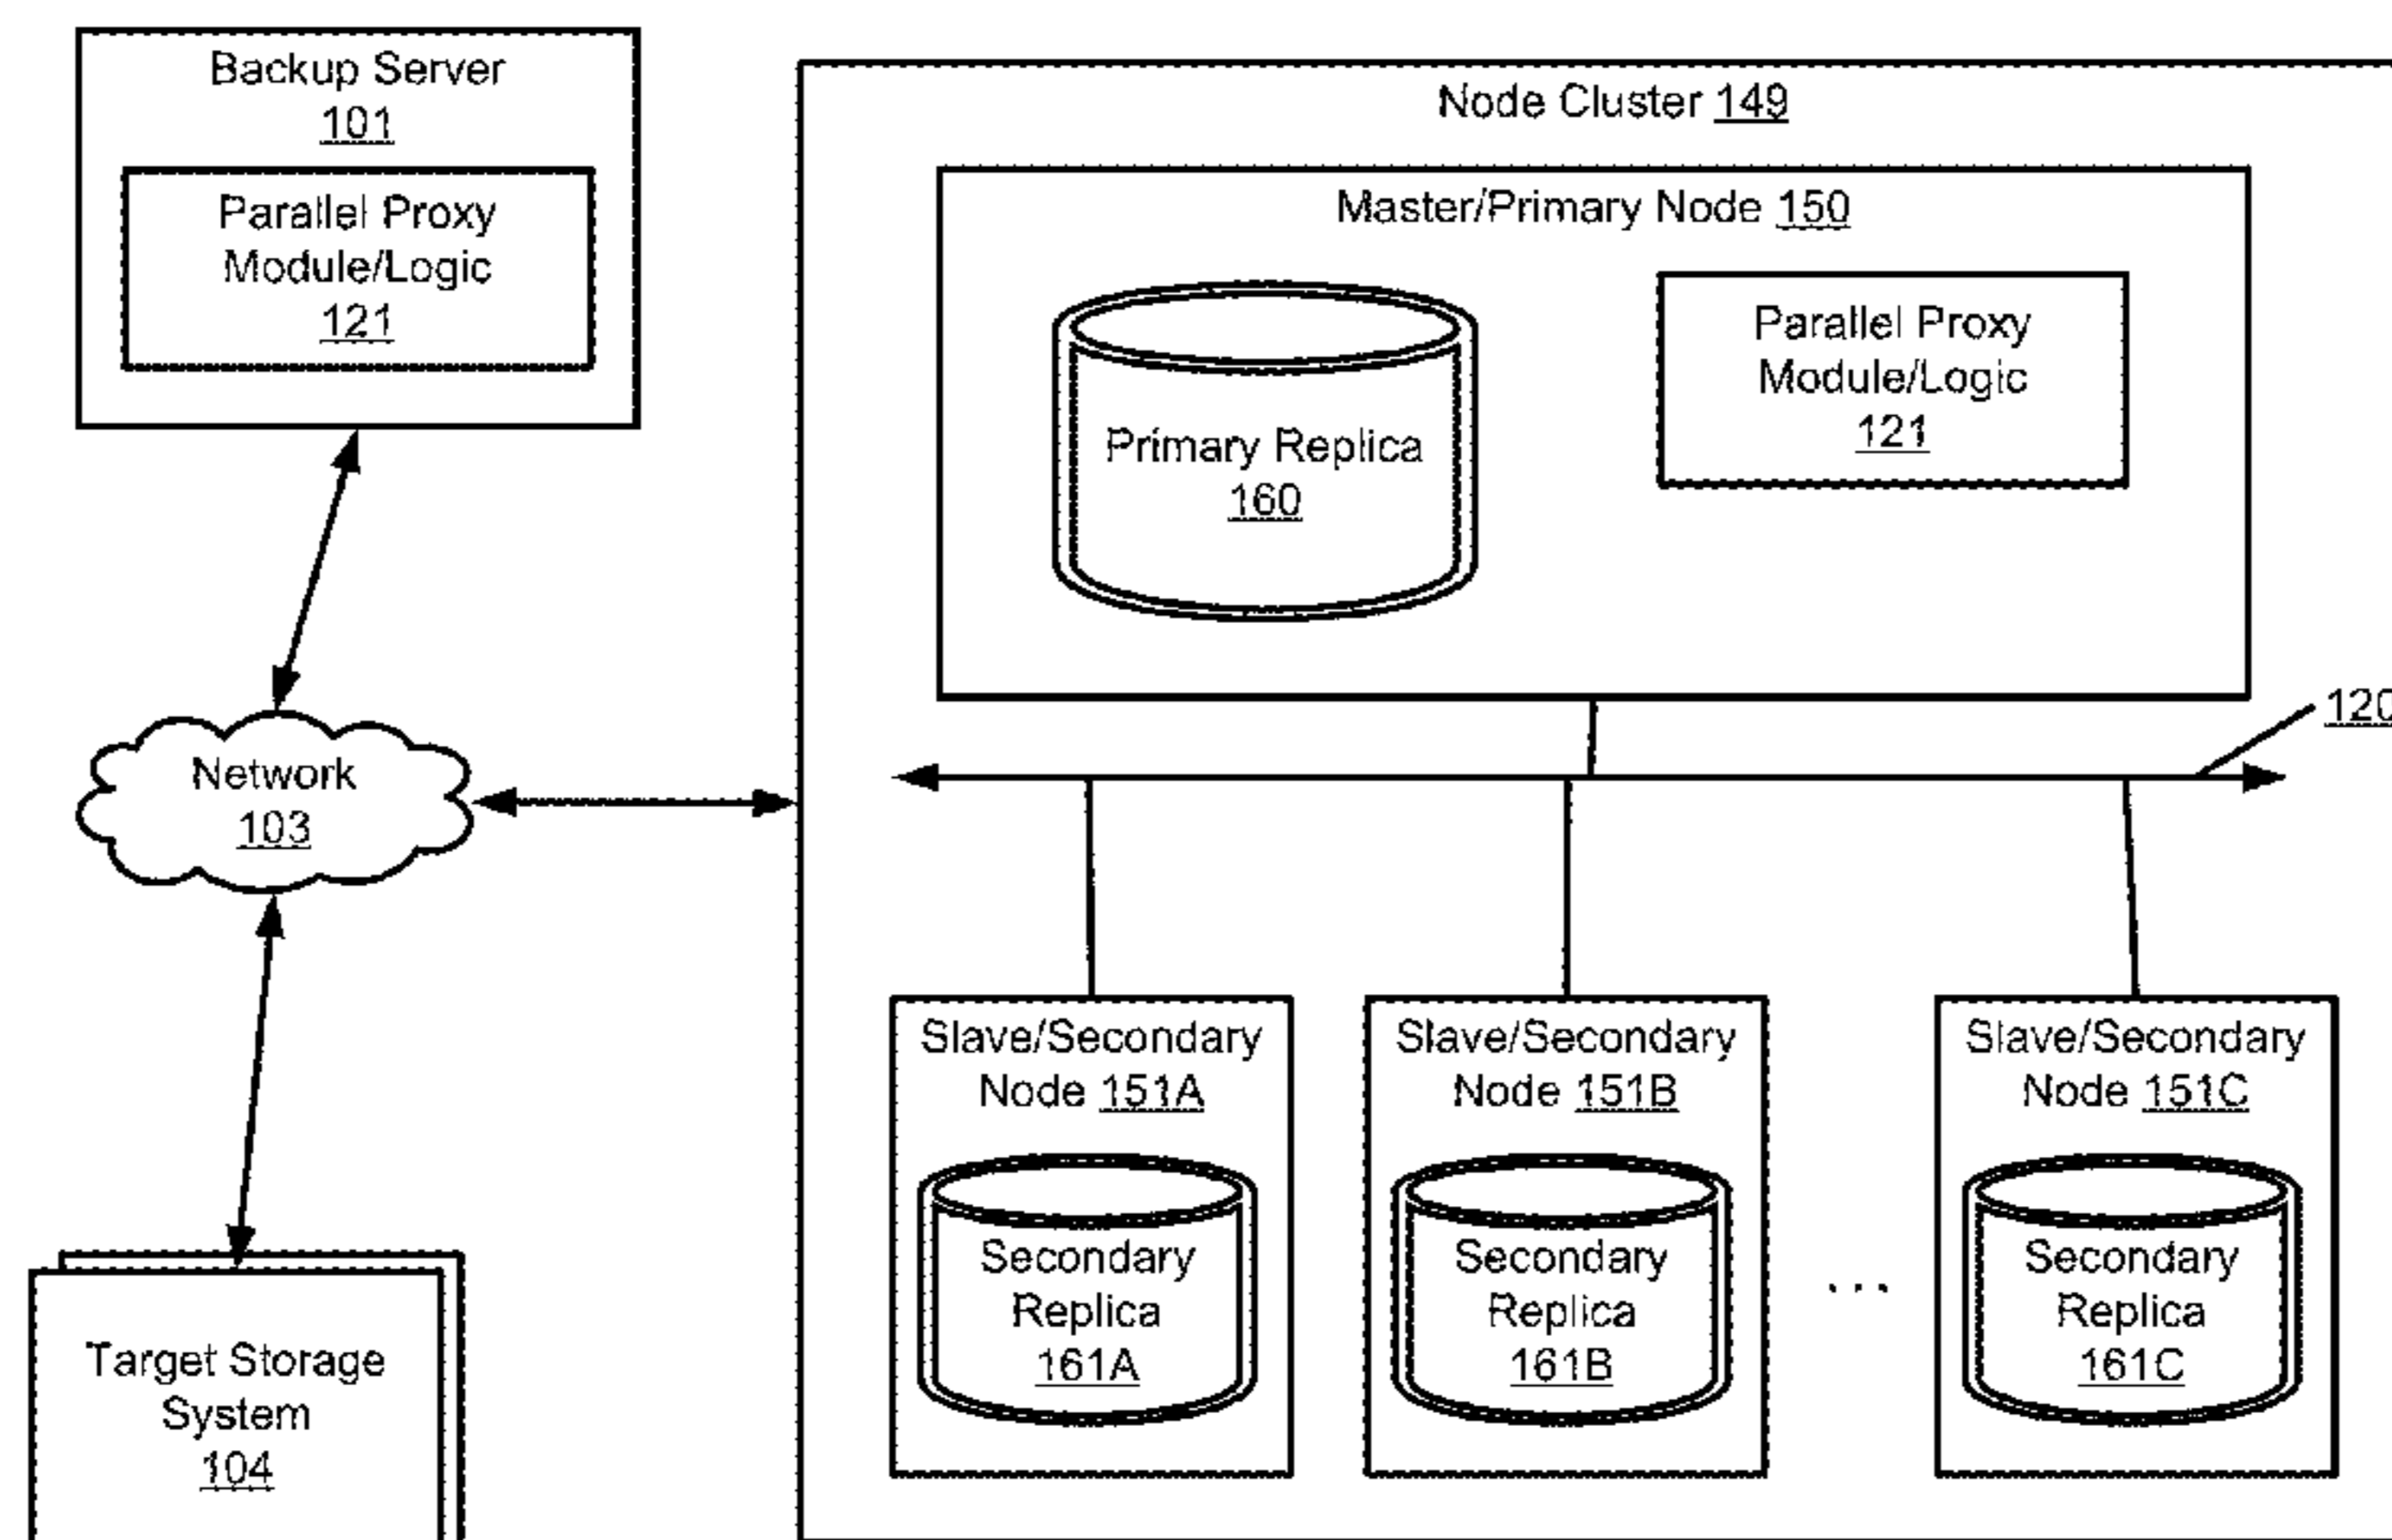 Backup Server
101
Parallel Proxy
Module/Logic
121
Node Cluster 149
Master/Primary Node 150
Primary Replica
160
Parallel Proxy
Module/Logic
121
120
Network
103
Slave/Secondary
Node 151A
Secondary
Replica
161A
Slave/Secondary
Node 151B
Secondary
Replica
161B
...
Slave/Secondary
Node 151C
Secondary
Replica
161C
Target Storage
System
104